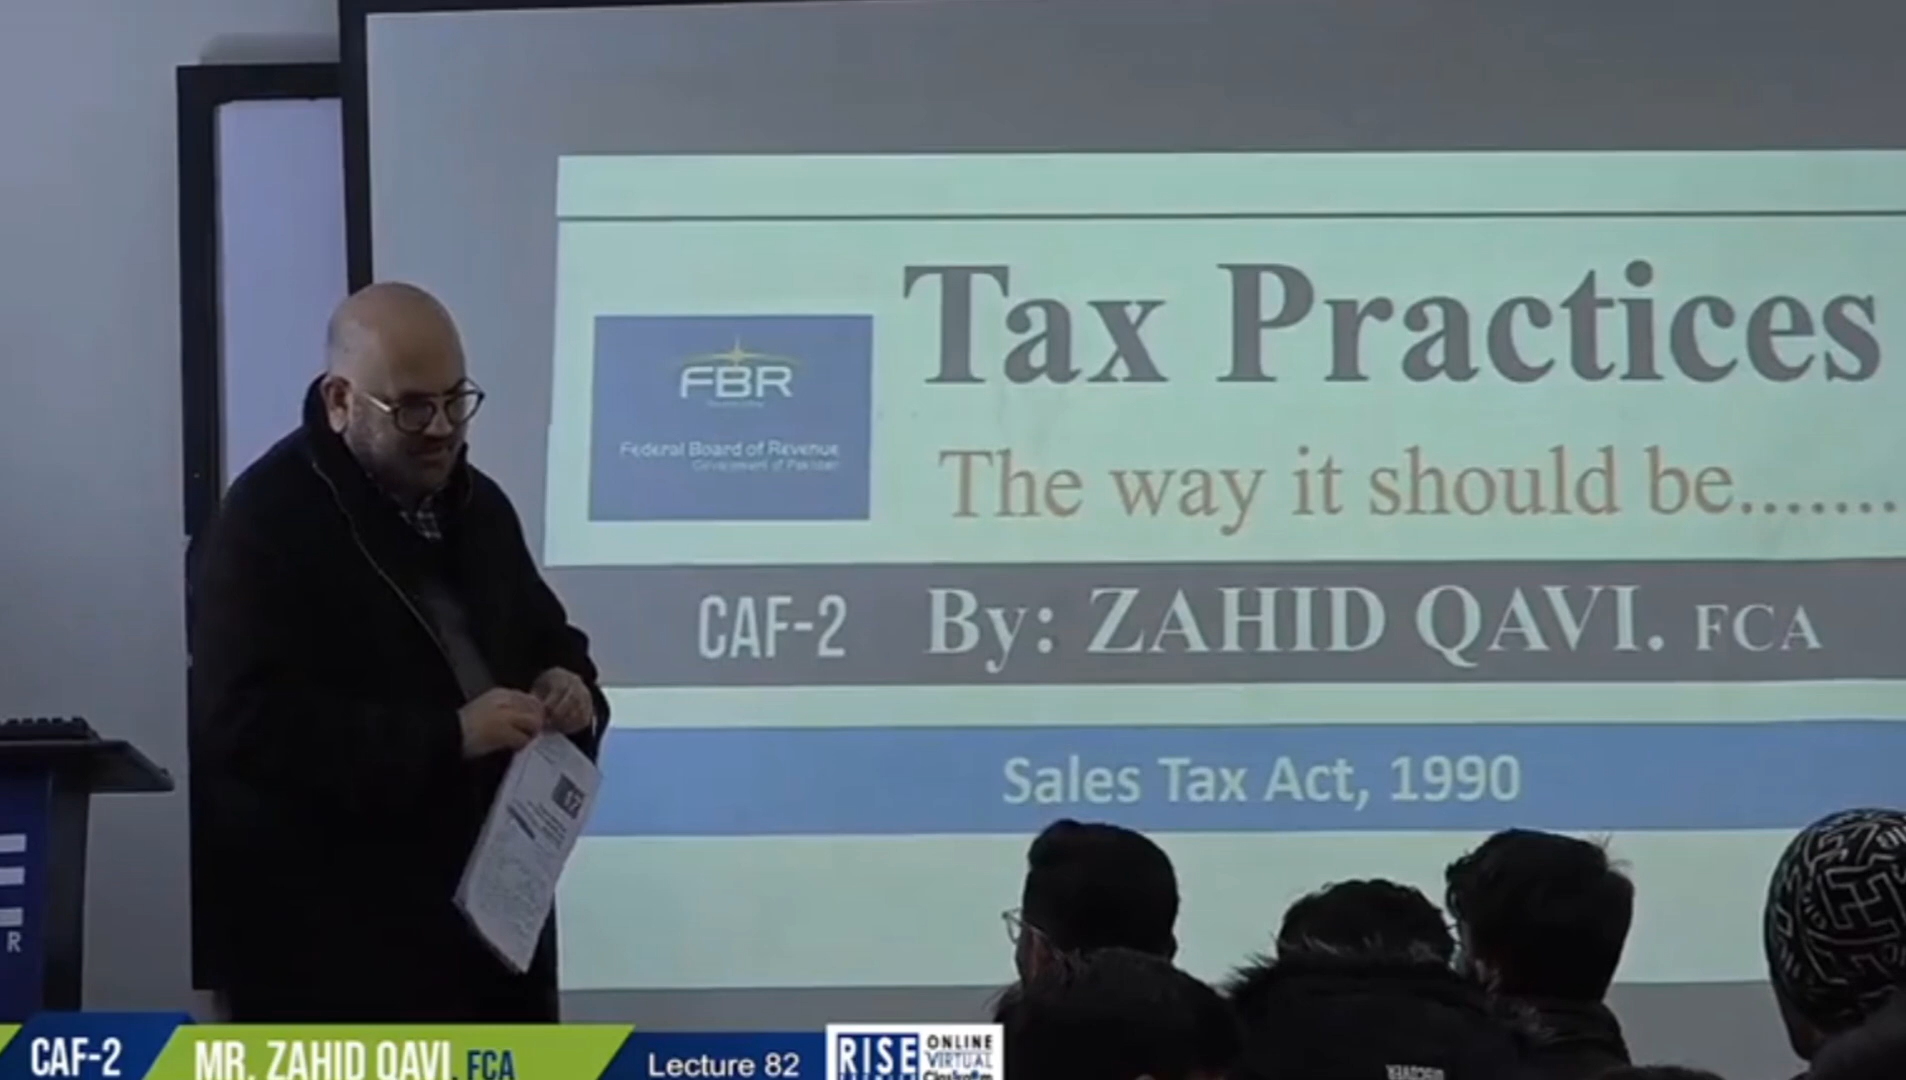 Tax Practices
FBR
Federal Board of Revenue
Government of Pakistan
The way it should be.......
CAF-2 By: ZAHID QAVI. FCA
Sales Tax Act, 1990
17
R
CAF-2
MR. ZAHID QAVI, FCA
Lecture 82
RISE
ONLINE
VIRTUAL